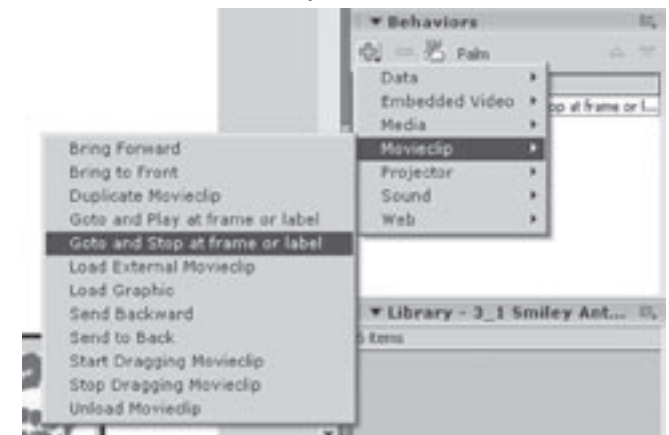 Behaviors
Palm
Data
Embedded Video
Media
Movieclip
Projector
Sound
Web
op at frame or l...
Bring Forward
Bring to Front
Duplicate Movieclip
Goto and Play at frame or label
Goto and Stop at frame or label
Load External Movieclip
Load Graphic
Send Backward
Send to Back
Start Dragging Movieclip
Stop Dragging Movieclip
Unload Movieclip
Library - 3_1 Smiley Ant...
items